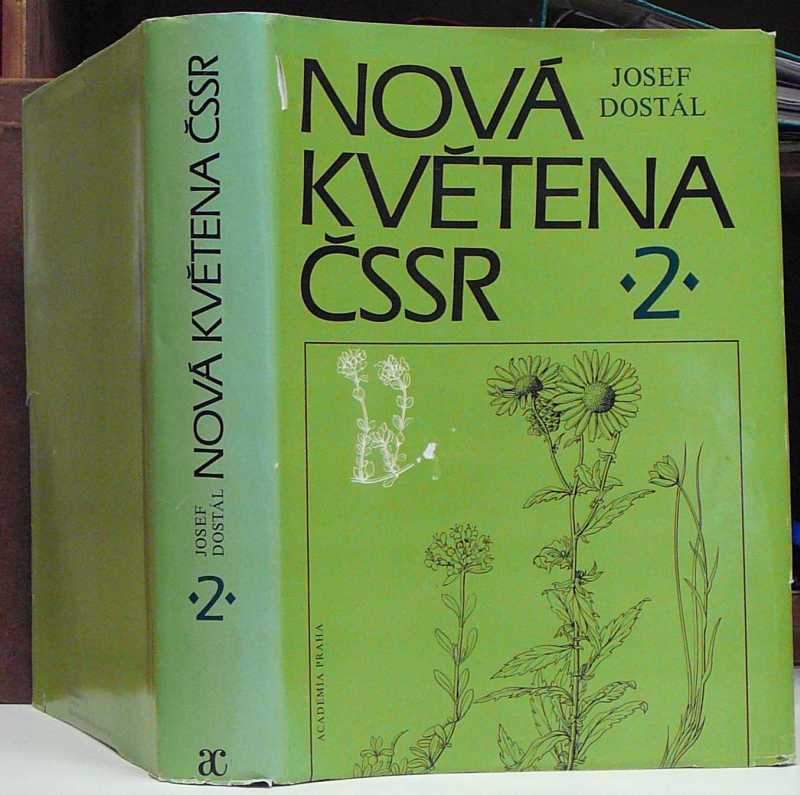 NOVÁ
KVĚTENA
ČSSR
JOSEF
DOSTÁL
·2·
ACADEMIA PRAHA
NOVÁ KVĚTENA ČSSR
JOSEF
DOSTÁL
·2·
ac